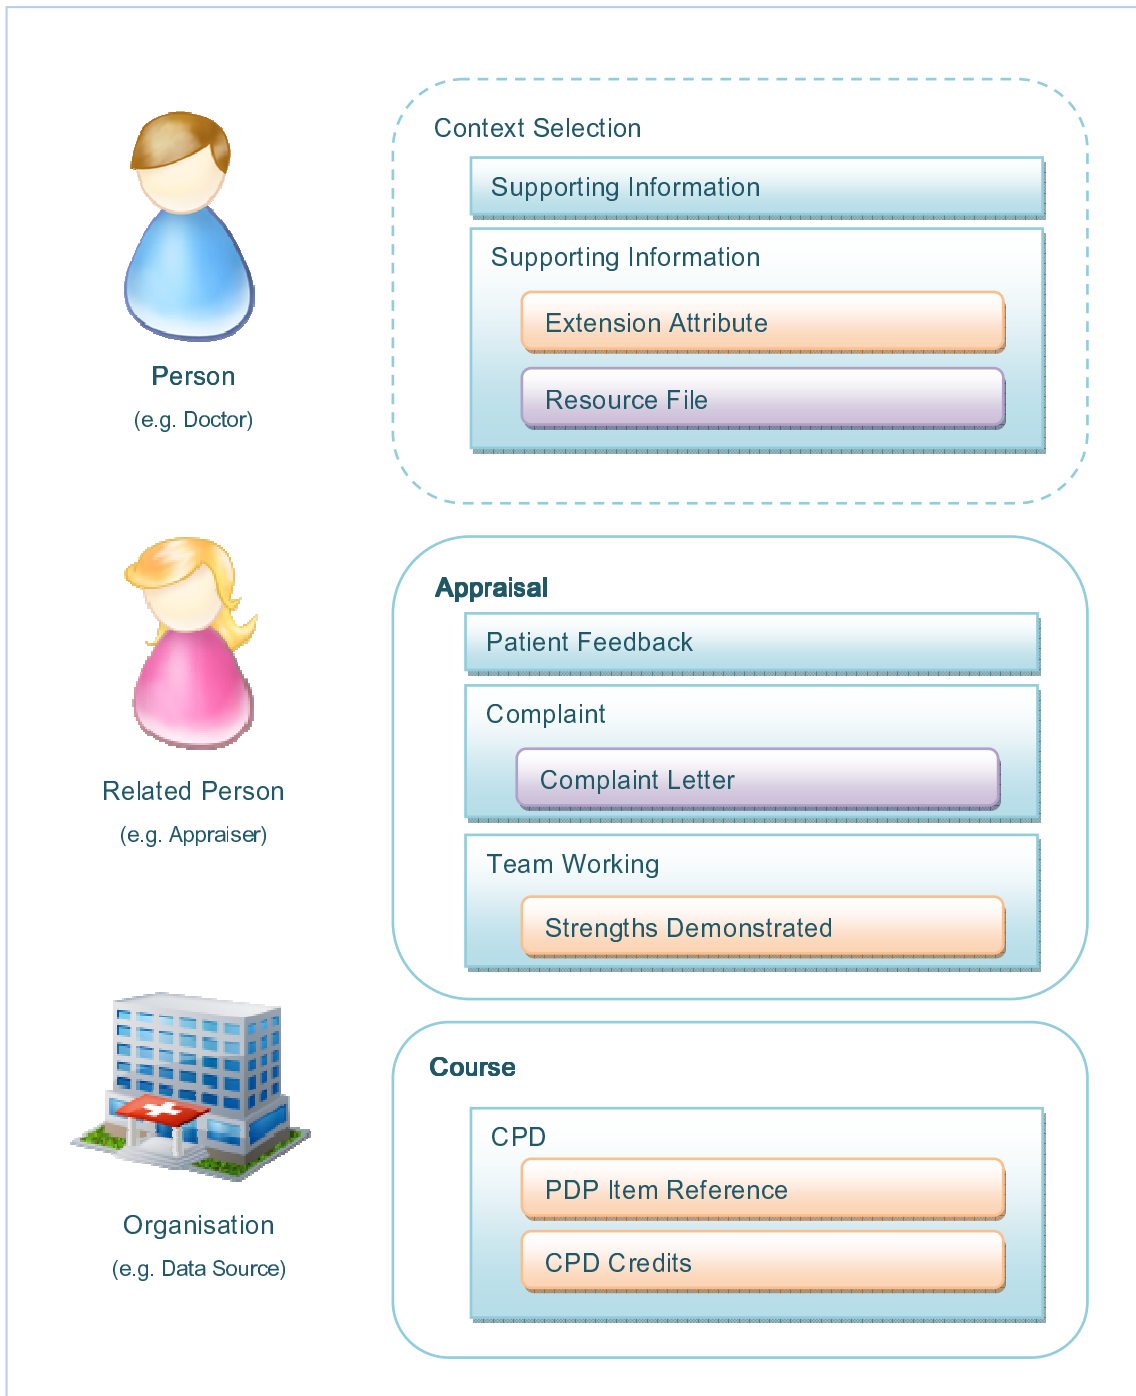 Person
(e.g. Doctor)
Context Selection
Supporting Information
Supporting Information
Extension Attribute
Resource File
Related Person
(e.g. Appraiser)
Appraisal
Patient Feedback
Complaint
Complaint Letter
Team Working
Strengths Demonstrated
Organisation
(e.g. Data Source)
Course
CPD
PDP Item Reference
CPD Credits